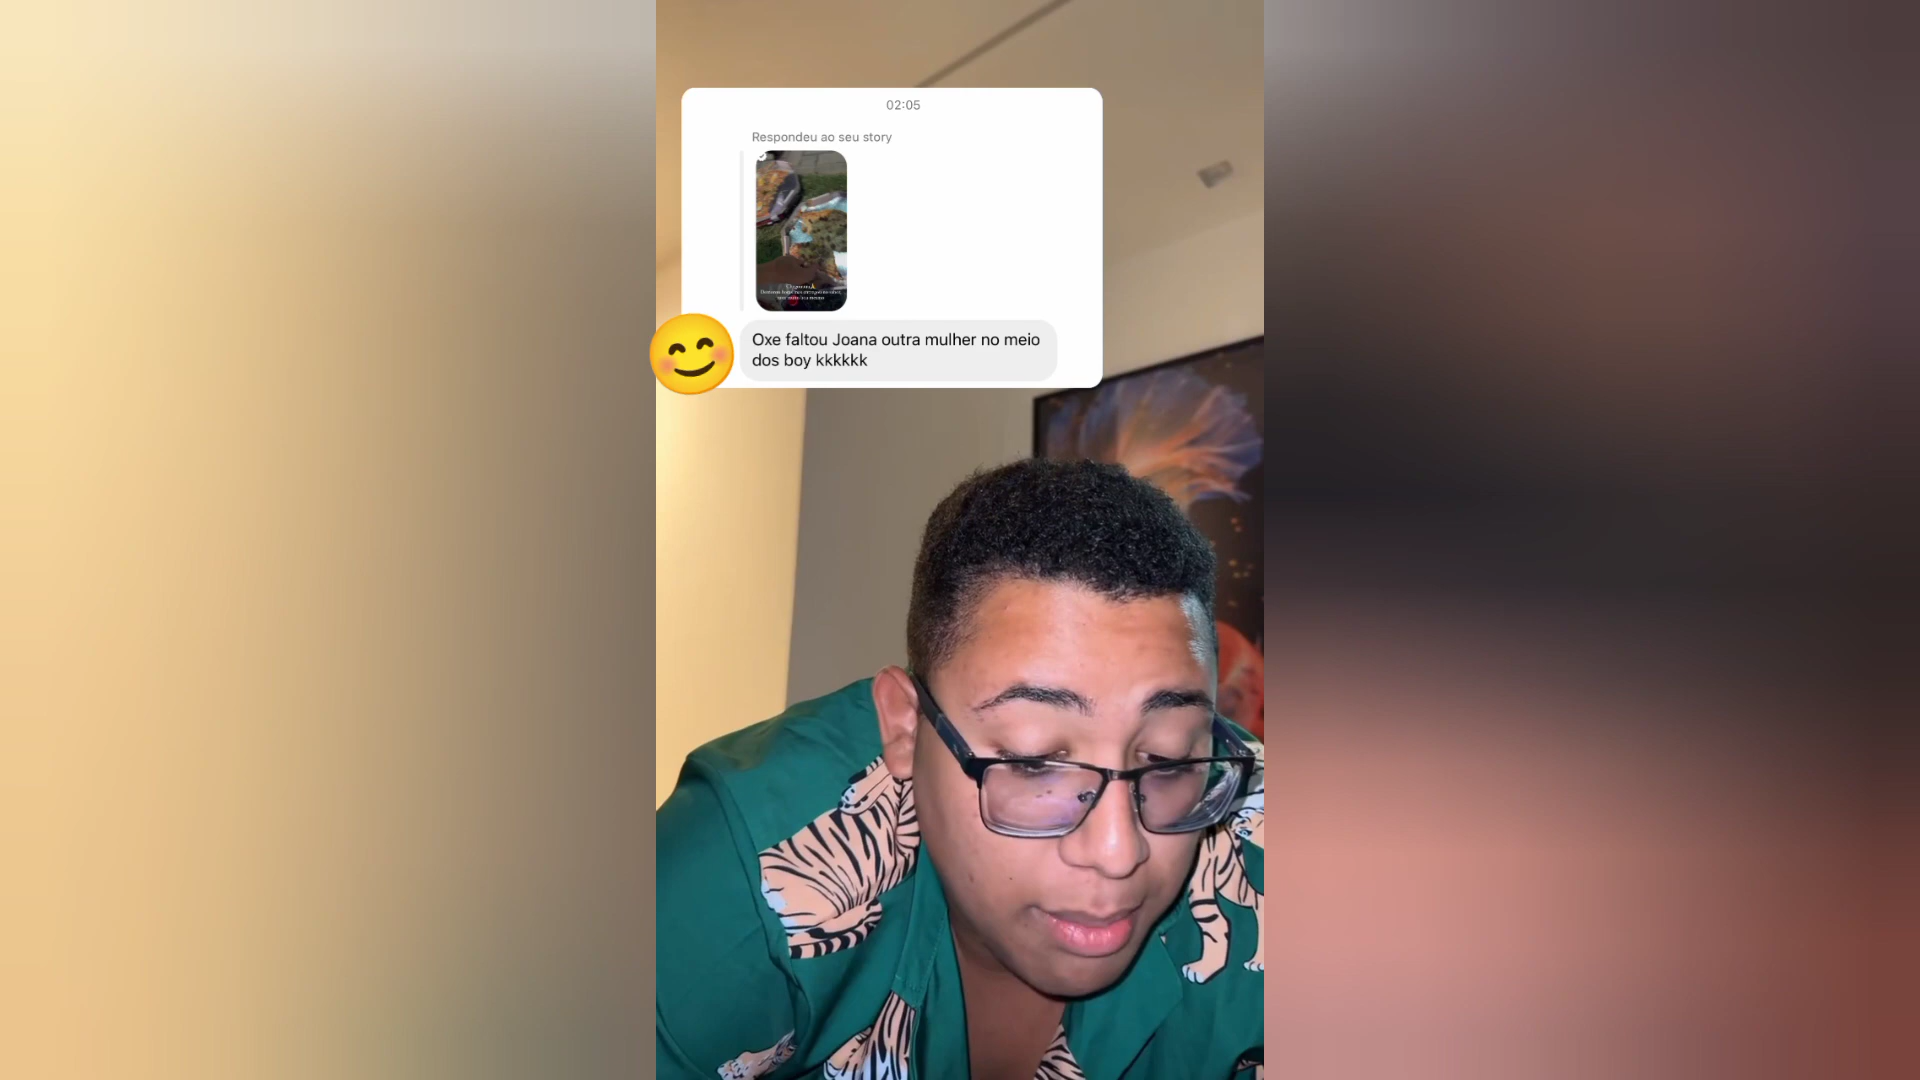 02:05
Respondeu ao seu story
Oxe faltou Joana outra mulher no meio
dos boy kkkkkk